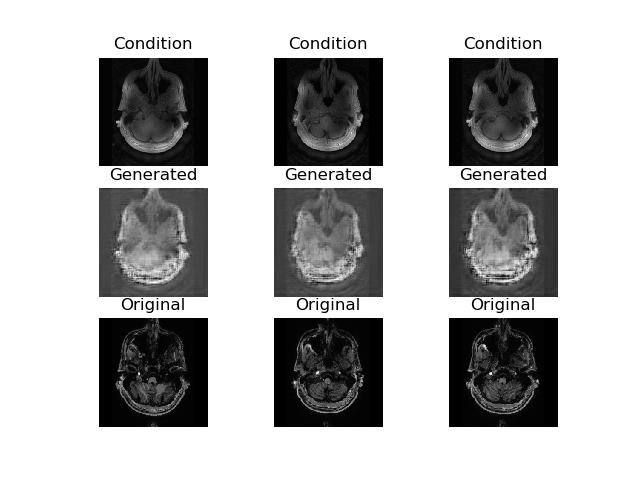 Condition Condition Condition
Generated Generated Generated
Original Original Original